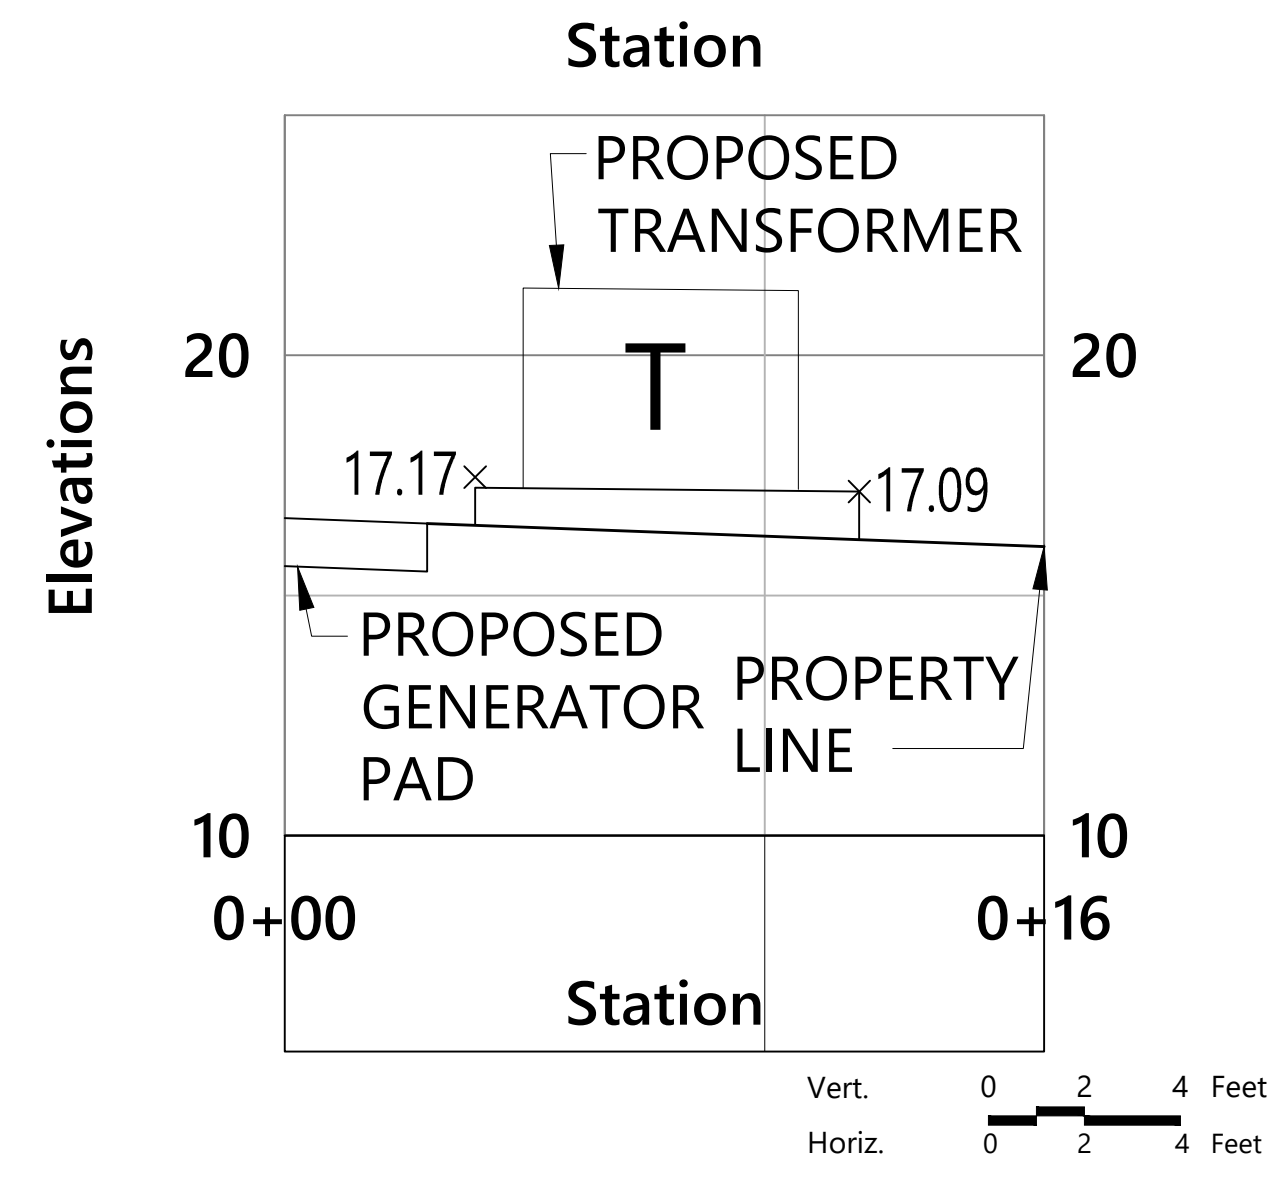 Station
PROPOSED
TRANSFORMER
Elevations
20
20
T
17.17
17.09
PROPOSED
GENERATOR
PAD
PROPERTY
LINE
10
10
0+00
0+16
Station
Vert.
0
2
4
Feet
Horiz.
0
2
4
Feet